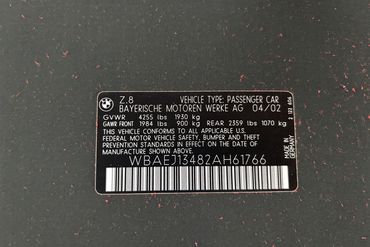 Z.8 VEHICLE TYPE: PASSENGER CAR
BAYERISCHE MOTOREN WERKE AG 04/02
GVWR 4255 lbs 1930 kg
GAWR FRONT 1984 lbs 900 kg REAR 2359 lbs 1070 kg
THIS VEHICLE CONFORMS TO ALL APPLICABLE U.S. FEDERAL
MOTOR VEHICLE SAFETY, BUMPER AND THEFT PREVENTION
STANDARDS IN EFFECT ON THE DATE OF MANUFACTURE SHOWN ABOVE.
WBAEJ13482AH61766
MADE IN GERMANY